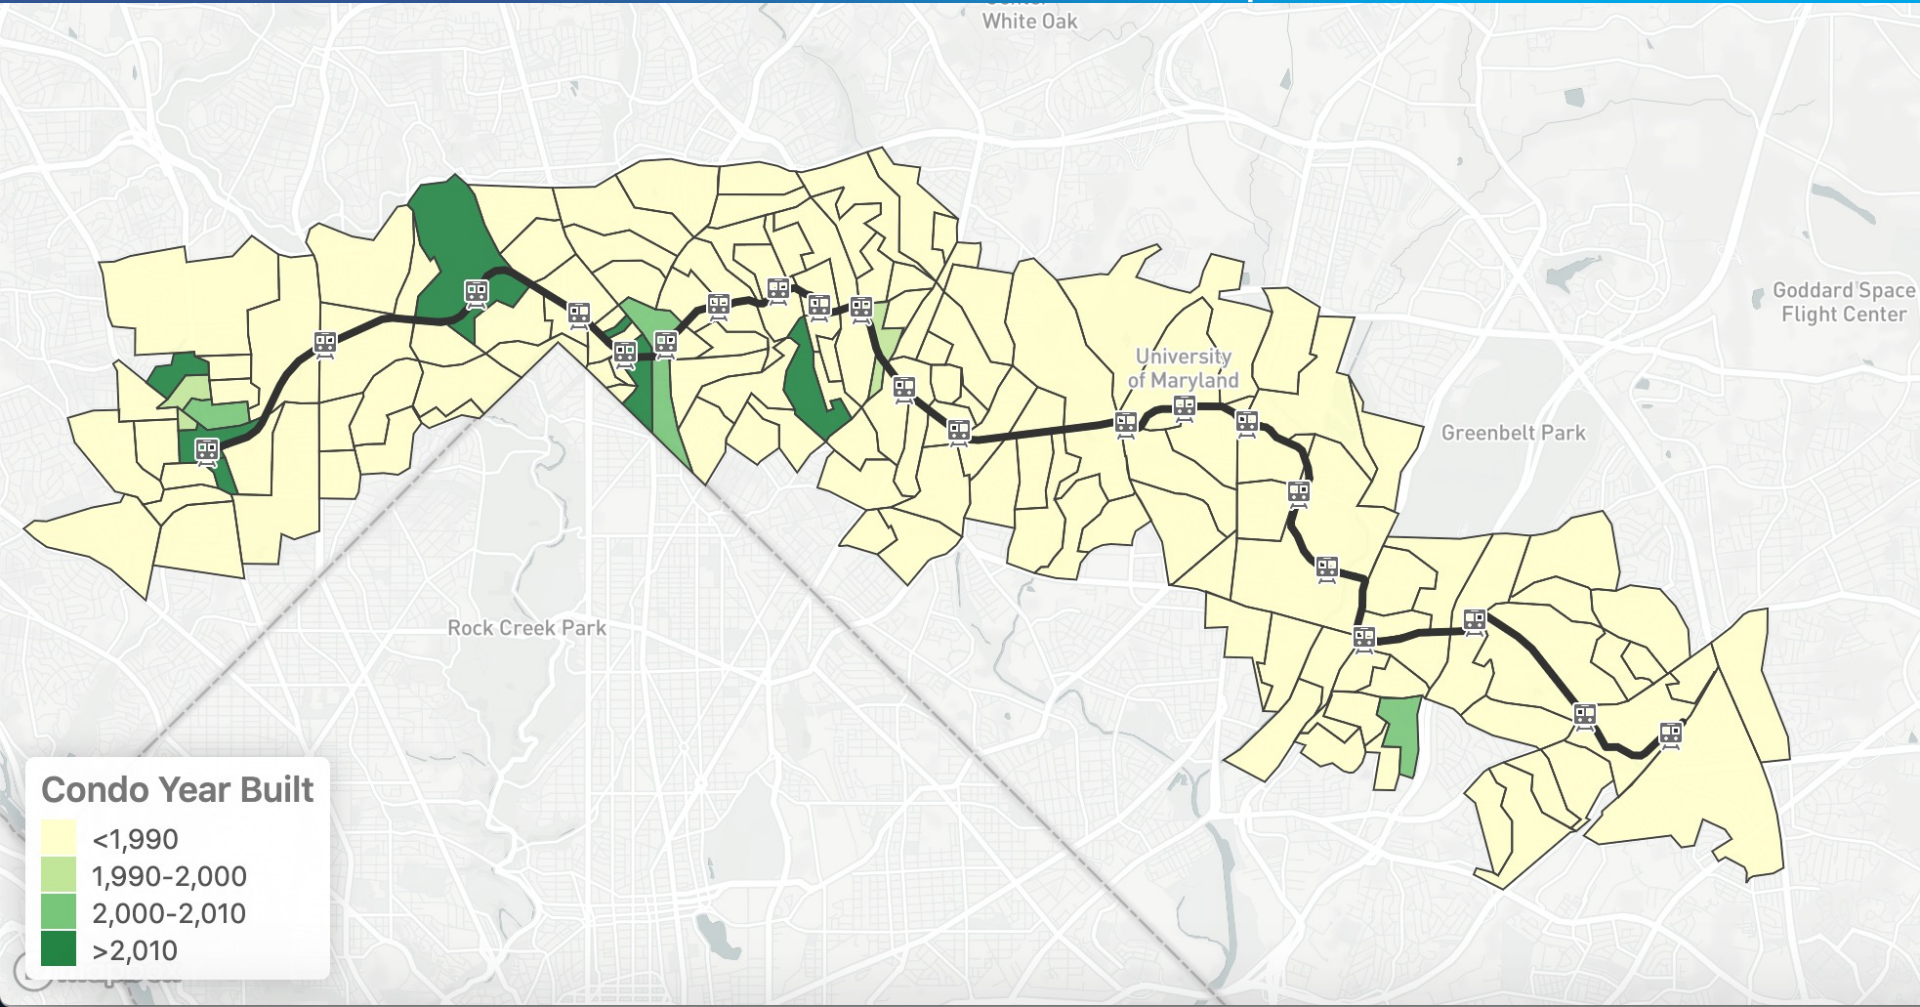 White Oak
Goddard Space
Flight Center
University
of Maryland
Greenbelt Park
Rock Creek Park
Condo Year Built
<1,990
1,990-2,000
2,000-2,010
>2,010